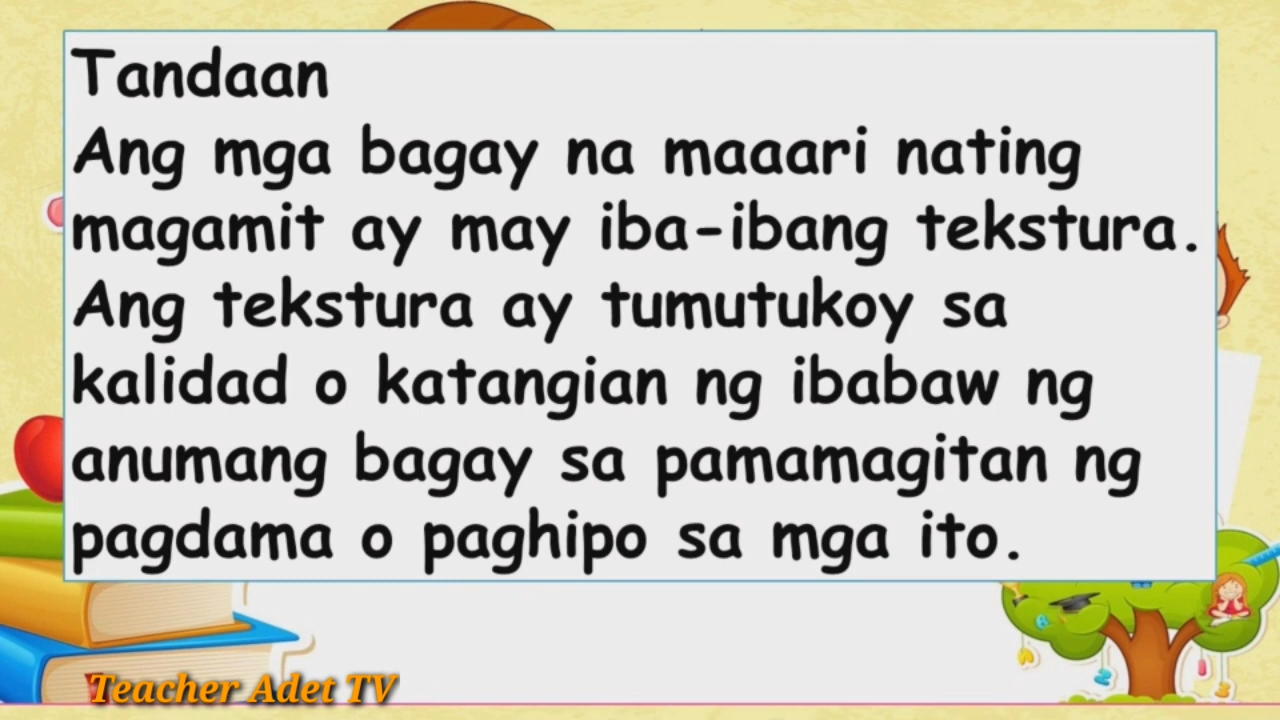 Tandaan
Ang mga bagay na maaari nating
magamit ay may iba-ibang tekstura.
Ang tekstura ay tumutukoy sa
kalidad o katangian ng ibabaw ng
anumang bagay sa pamamagitan ng
pagdama o paghipo sa mga ito.
Teacher Adet TV